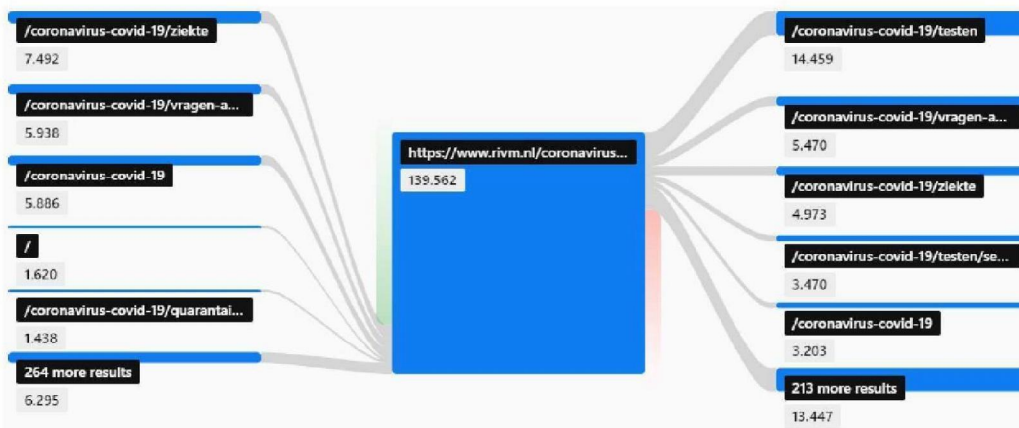 /coronavirus-covid-19/ziekte
7.492
/coronavirus-covid-19/vragen-a...
5.938
/coronavirus-covid-19
5.886
/
1.620
/coronavirus-covid-19/quarantai...
1.438
264 more results
6.295
https://www.rivm.nl/coronavirus...
139.562
/coronavirus-covid-19/testen
14.459
/coronavirus-covid-19/vragen-a...
5.470
/coronavirus-covid-19/ziekte
4.973
/coronavirus-covid-19/testen/se...
3.470
/coronavirus-covid-19
3.203
213 more results
13.447